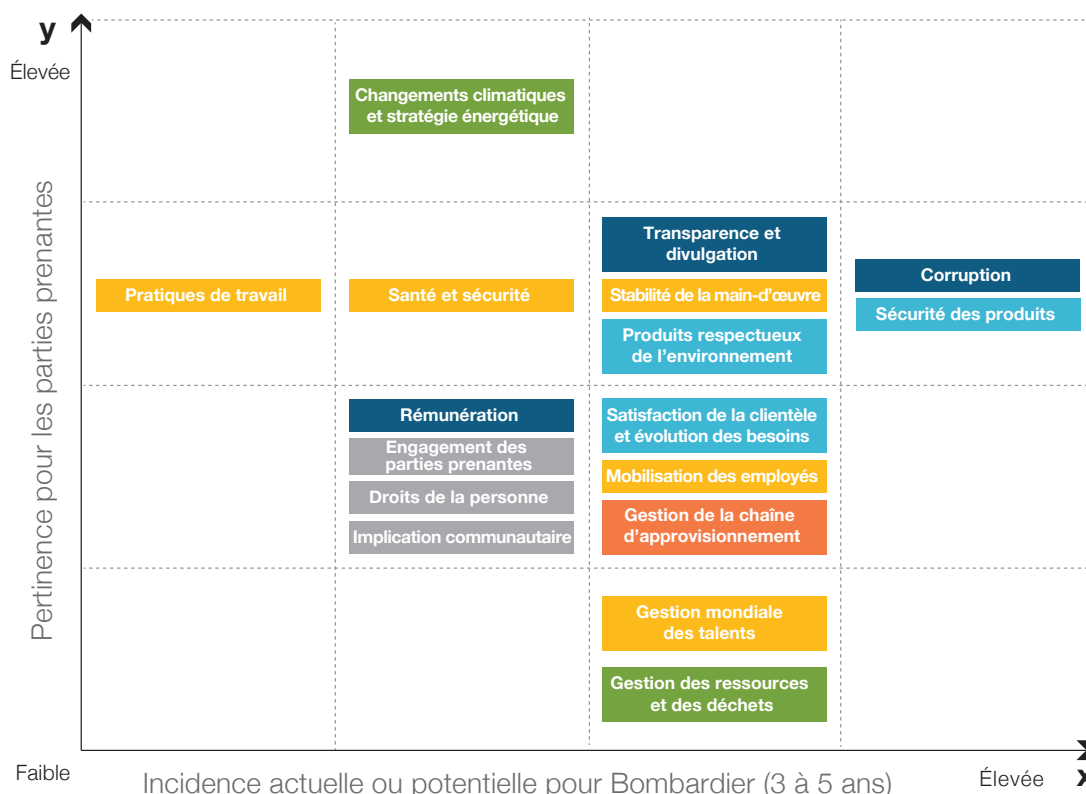 y
Élevée
Pertinence pour les parties prenantes
Changements climatiques
et stratégie énergétique
Pratiques de travail
Santé et sécurité
Transparence et
divulgation
Stabilité de la main-d'œuvre
Produits respectueux
de l'environnement
Corruption
Sécurité des produits
Rémunération
Engagement des
parties prenantes
Droits de la personne
Implication communautaire
Satisfaction de la clientèle
et évolution des besoins
Mobilisation des employés
Gestion de la chaîne
d'approvisionnement
Gestion mondiale
des talents
Gestion des ressources
et des déchets
Faible
Incidence actuelle ou potentielle pour Bombardier (3 à 5 ans)
Élevée
x